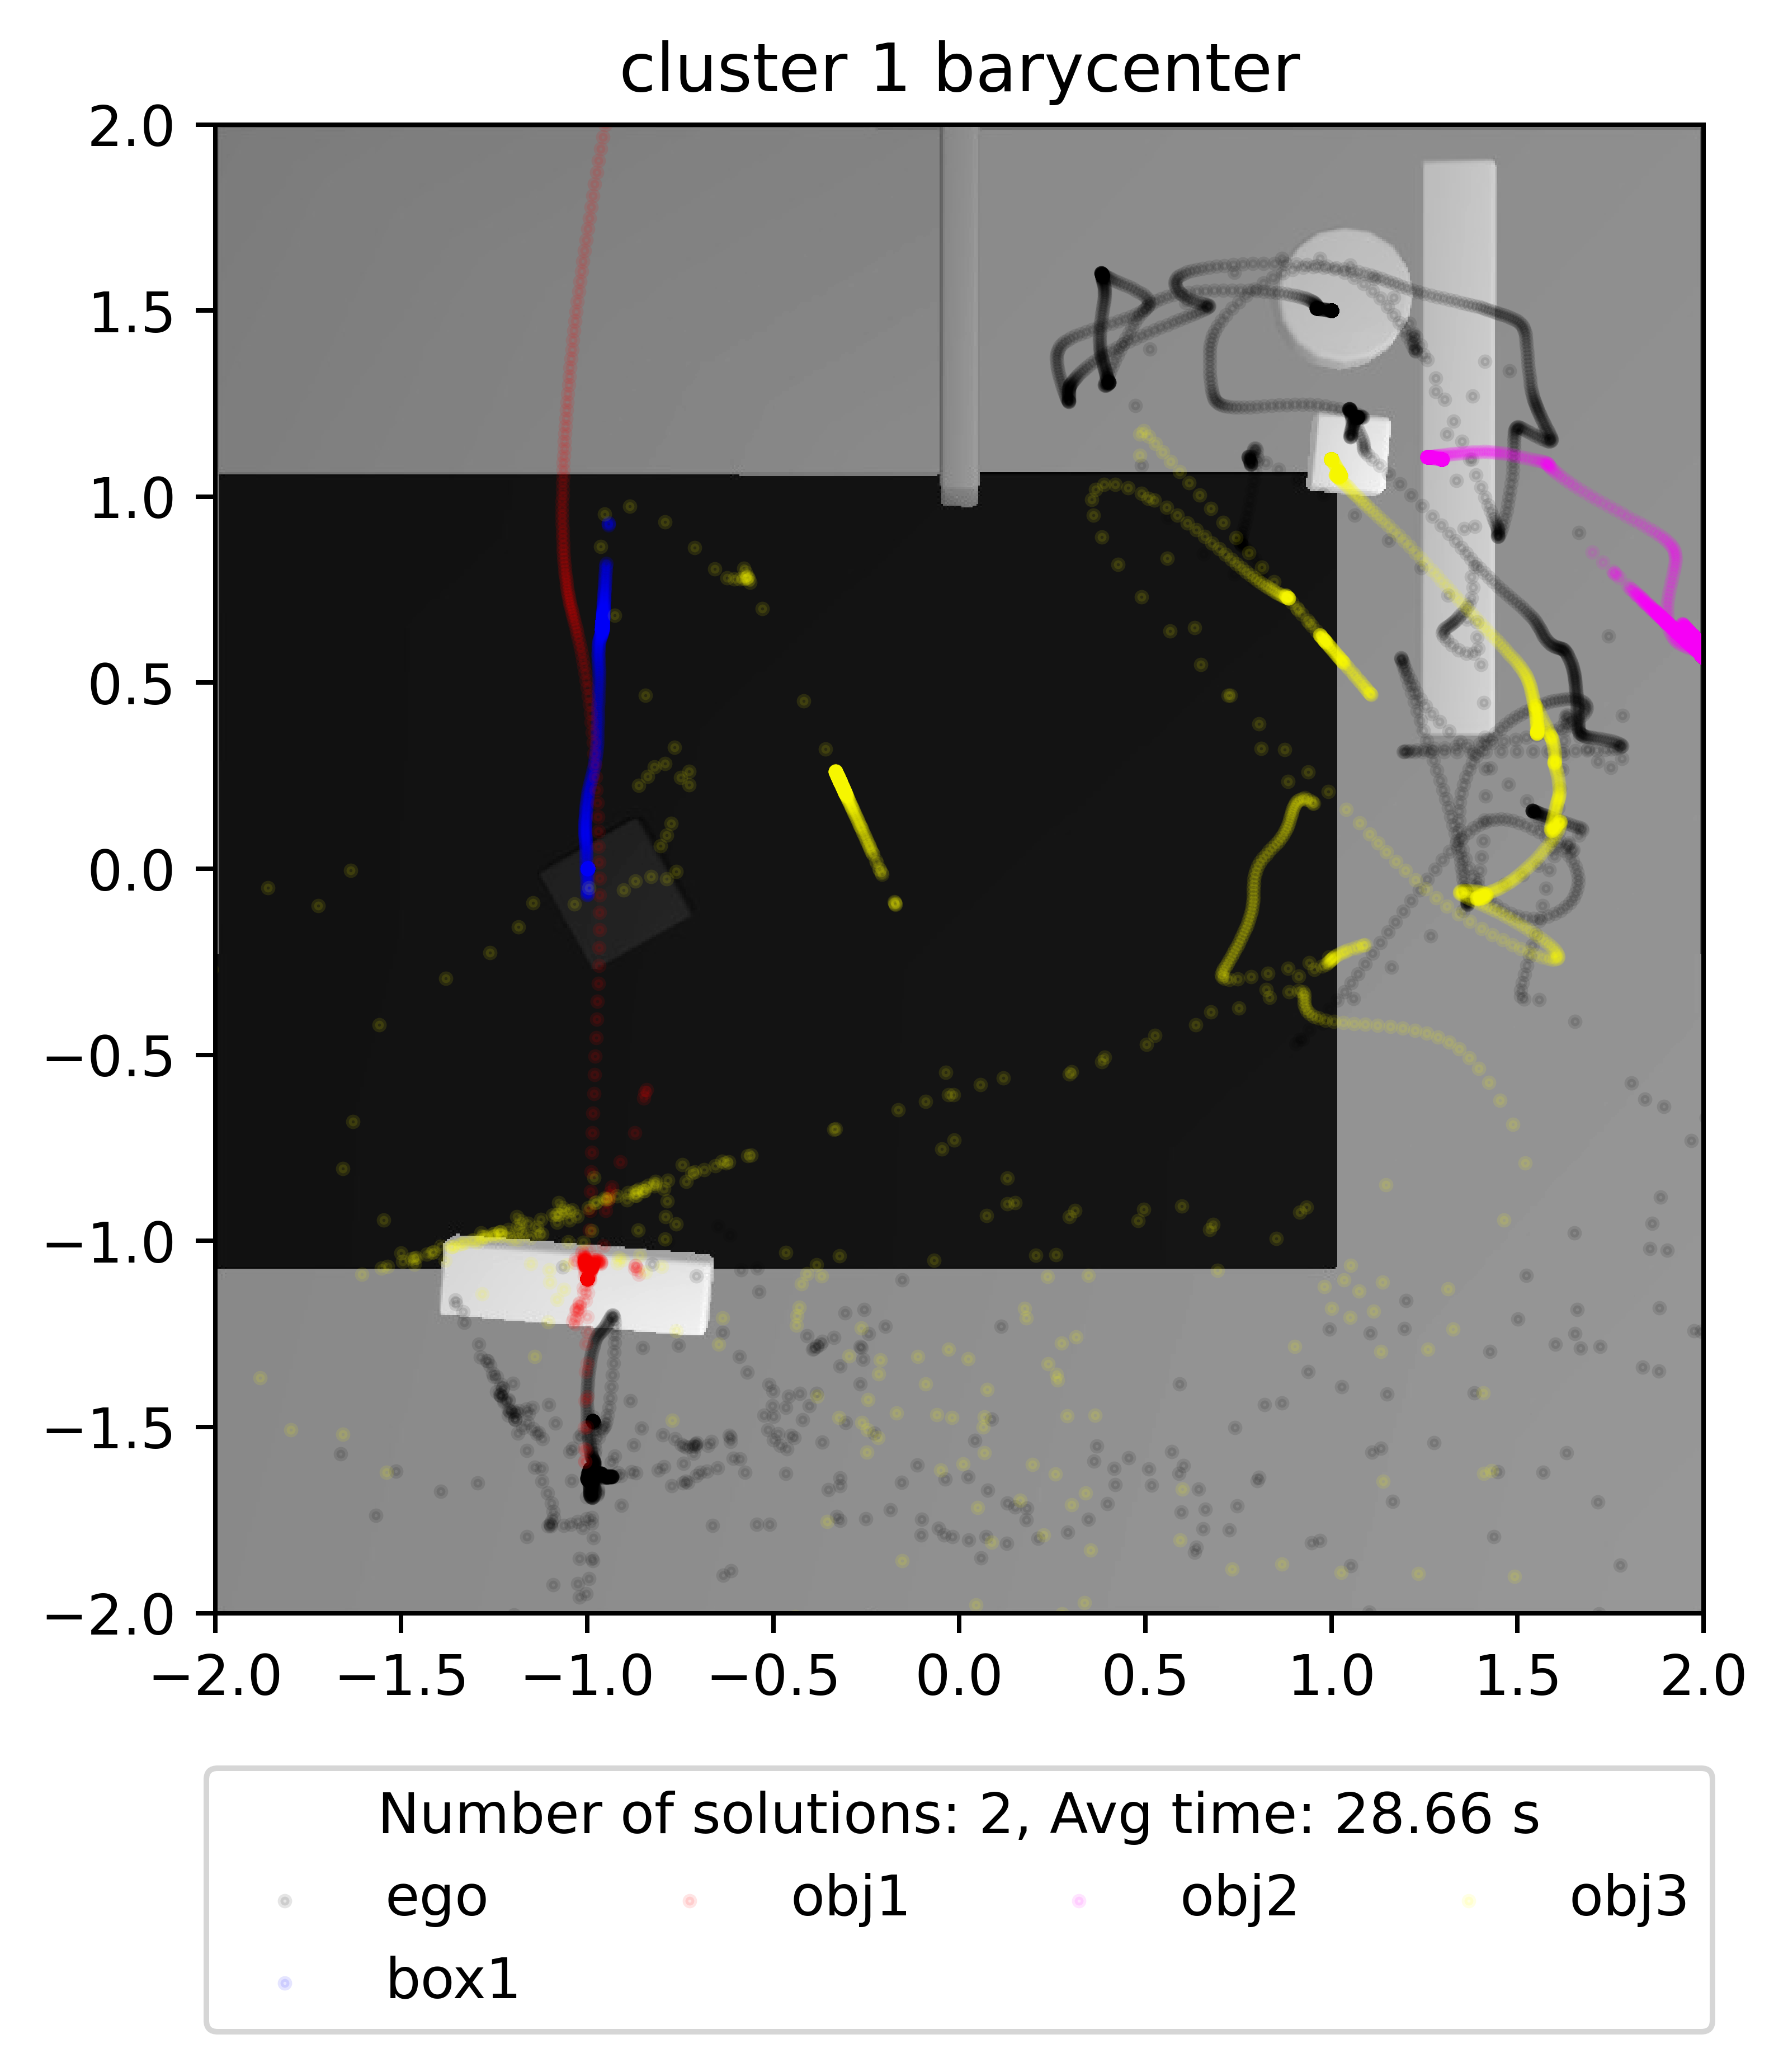 cluster 1 barycenter
2.0
1.5
1.0
0.5
0.0
−0.5
−1.0
−1.5
−2.0
−2.0 −1.5 −1.0 −0.5 0.0 0.5 1.0 1.5 2.0
Number of solutions: 2, Avg time: 28.66 s
ego obj1 obj2 obj3
box1